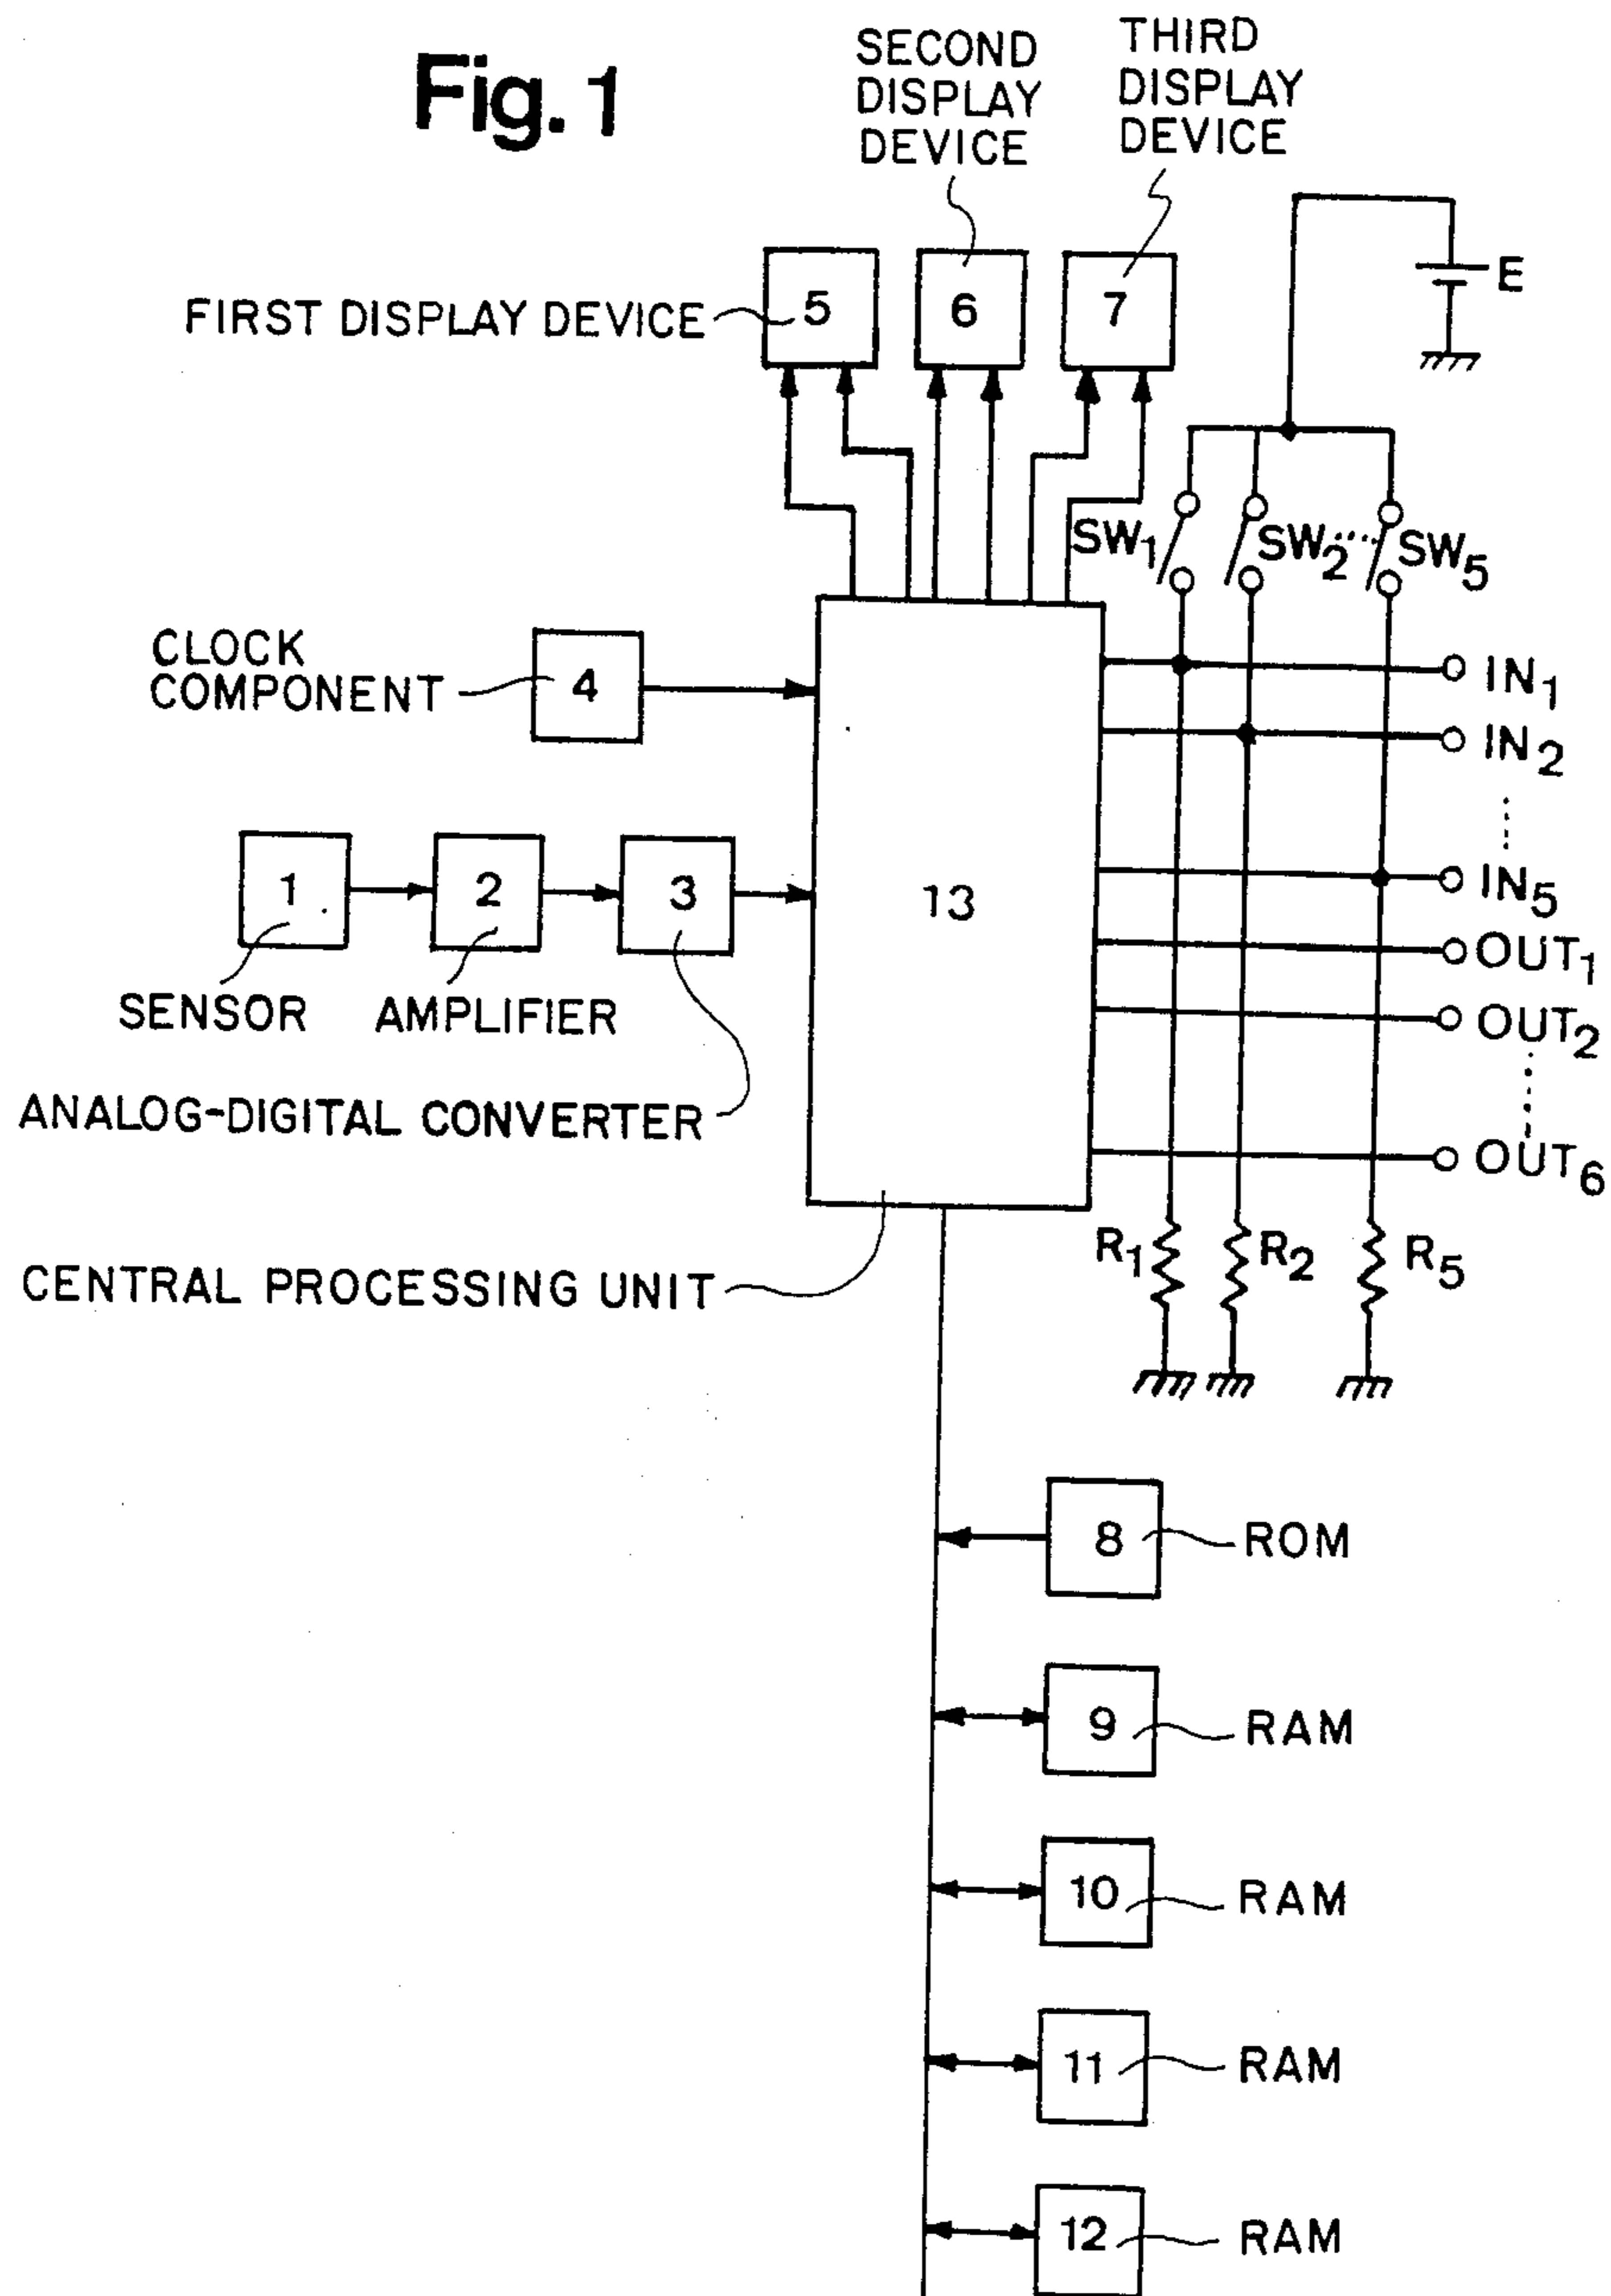 Fig. 1
SECOND
DISPLAY
DEVICE
THIRD
DISPLAY
DEVICE
FIRST DISPLAY DEVICE
5
6
7
E
SW1
SW2
SW5
CLOCK
COMPONENT
4
IN1
IN2
IN5
1
2
3
13
OUT1
OUT2
OUT6
SENSOR
AMPLIFIER
ANALOG-DIGITAL CONVERTER
CENTRAL PROCESSING UNIT
R1
R2
R5
8
ROM
9
RAM
10
RAM
11
RAM
12
RAM